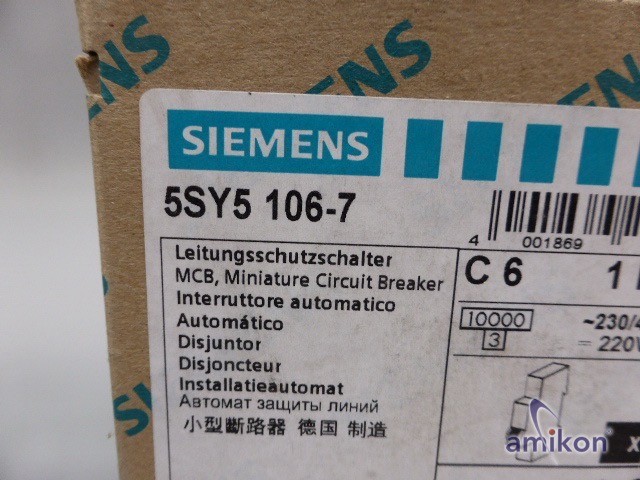 SIEMENS
5SY5 106-7
4 001869
Leitungsschutzschalter
MCB, Miniature Circuit Breaker
Interruttore automatico
Automático
Disjuntor
Disjoncteur
Installatieautomat
Автомат защиты линий
小型斷路器 德国 制造
C 6 1
10000
3
~230/4
= 220V
amikon
x